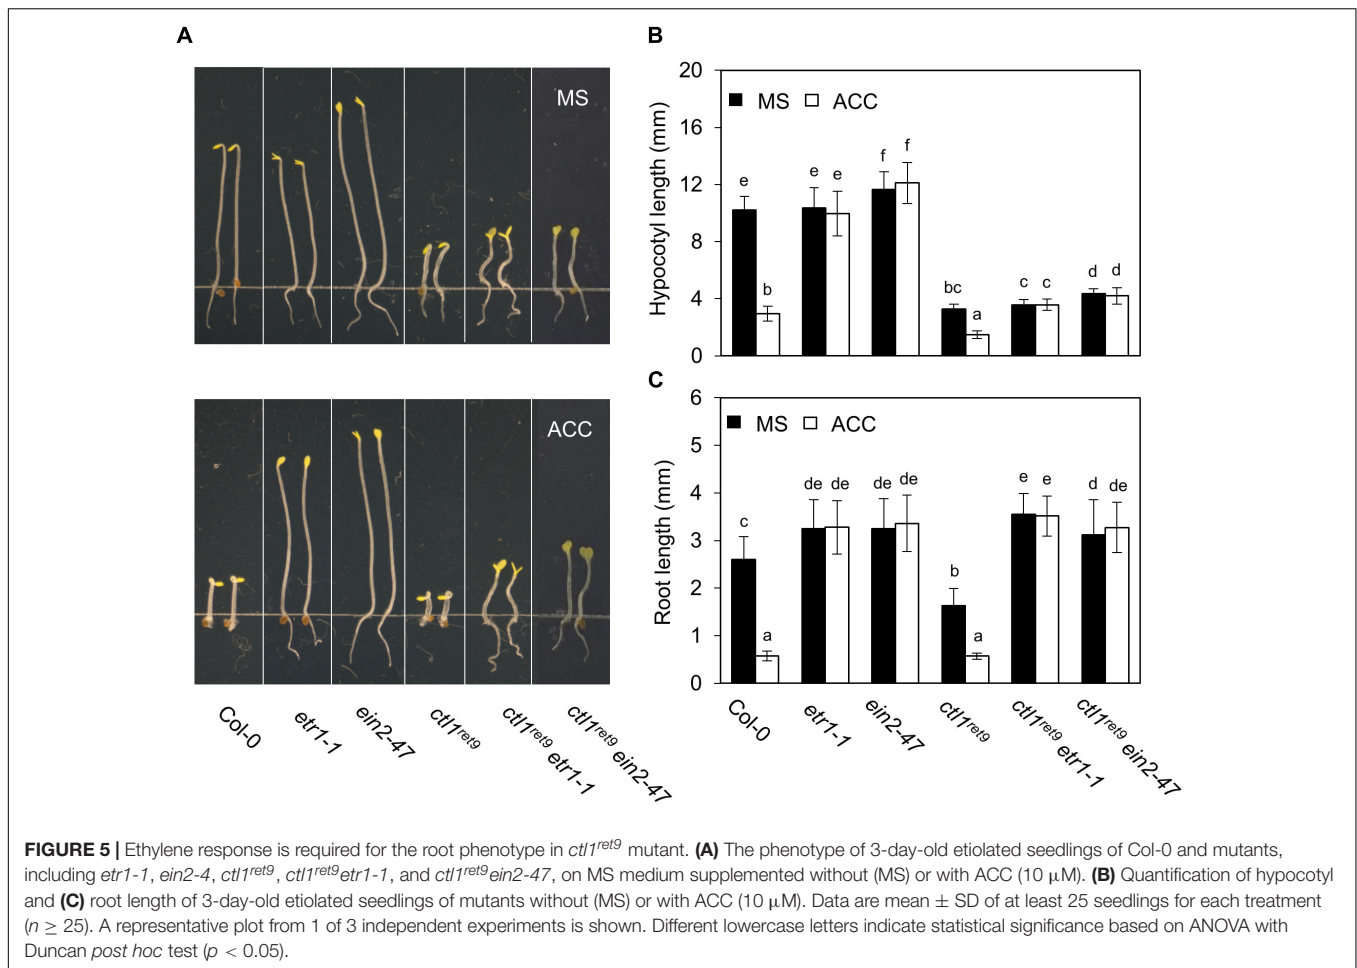 A
MS
ACC
Col-0
etr1-1
ein2-47
ctl1ret9
ctl1ret9 etr1-1
ctl1ret9 ein2-47
B
Hypocotyl length (mm)
20
16
12
8
4
0
MS ACC
e b e e f f bc a c c d d
C
Root length (mm)
6
5
4
3
2
1
0
MS ACC
c a de de de de b a e e d de
Col-0
etr1-1
ein2-47
ctl1ret9
ctl1ret9 etr1-1
ctl1ret9 ein2-47
FIGURE 5 | Ethylene response is required for the root phenotype in ctl1ret9 mutant. (A) The phenotype of 3-day-old etiolated seedlings of Col-0 and mutants,
including etr1-1, ein2-4, ctl1ret9, ctl1ret9etr1-1, and ctl1ret9ein2-47, on MS medium supplemented without (MS) or with ACC (10 μM). (B) Quantification of hypocotyl
and (C) root length of 3-day-old etiolated seedlings of mutants without (MS) or with ACC (10 μM). Data are mean ± SD of at least 25 seedlings for each treatment
(n ≥ 25). A representative plot from 1 of 3 independent experiments is shown. Different lowercase letters indicate statistical significance based on ANOVA with
Duncan post hoc test (p < 0.05).